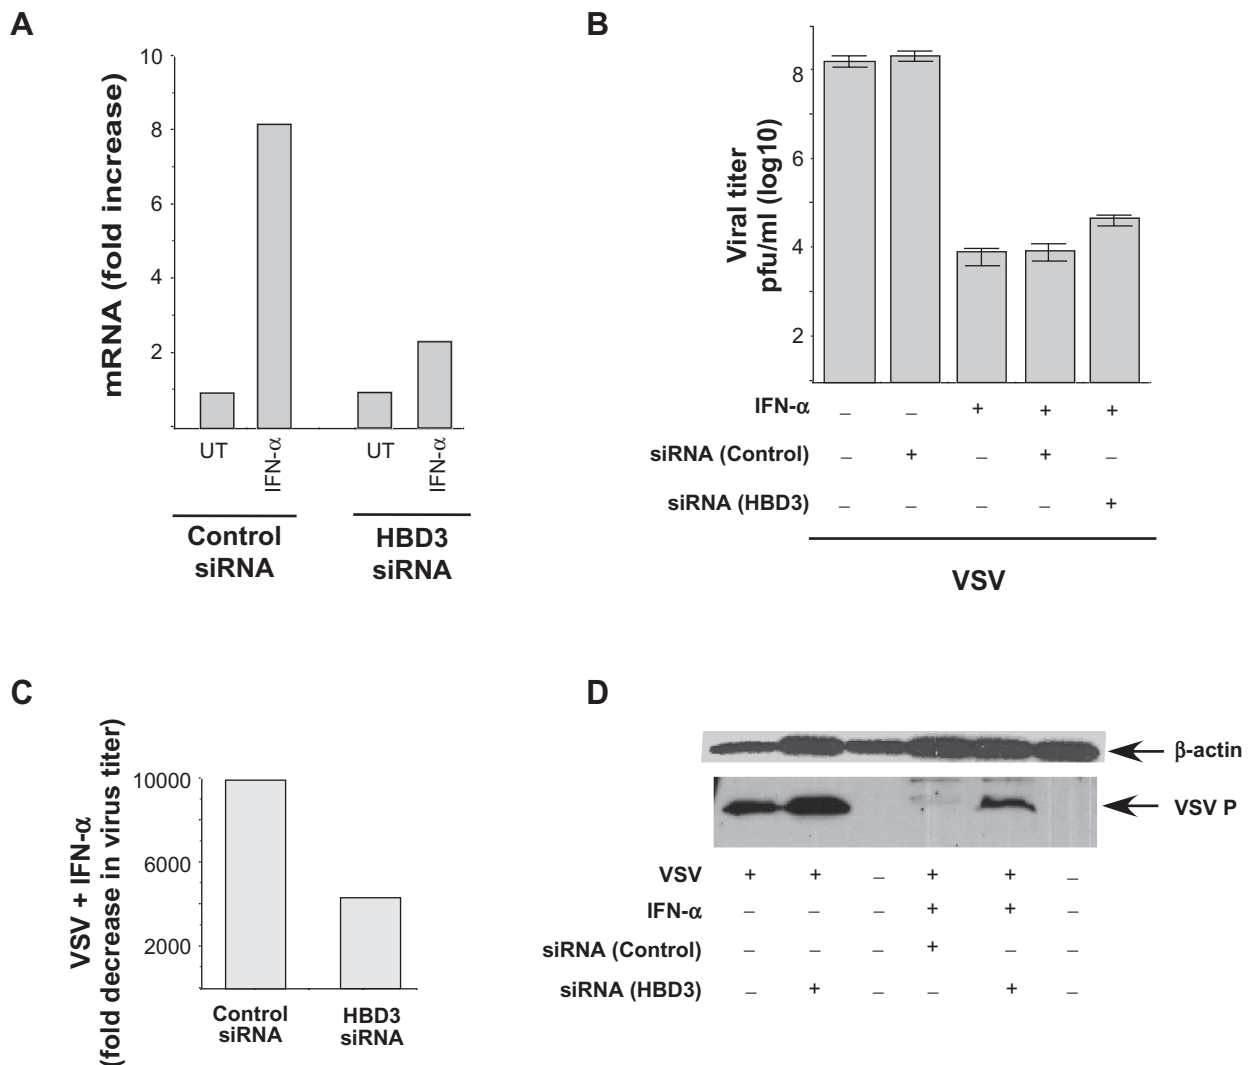 A
mRNA (fold increase)
10
8
6
4
2
UT
IFN-α
UT
IFN-α
Control
siRNA
HBD3
siRNA
B
Viral titer
pfu/ml (log10)
8
6
4
2
IFN-α – – + + +
siRNA (Control) – + – + –
siRNA (HBD3) – – – – +
VSV
C
VSV + IFN-α
(fold decrease in virus titer)
10000
6000
2000
Control
siRNA
HBD3
siRNA
D
β-actin
VSV P
VSV + + – + + –
IFN-α – – – + + –
siRNA (Control) – – – + – –
siRNA (HBD3) – + – – + –